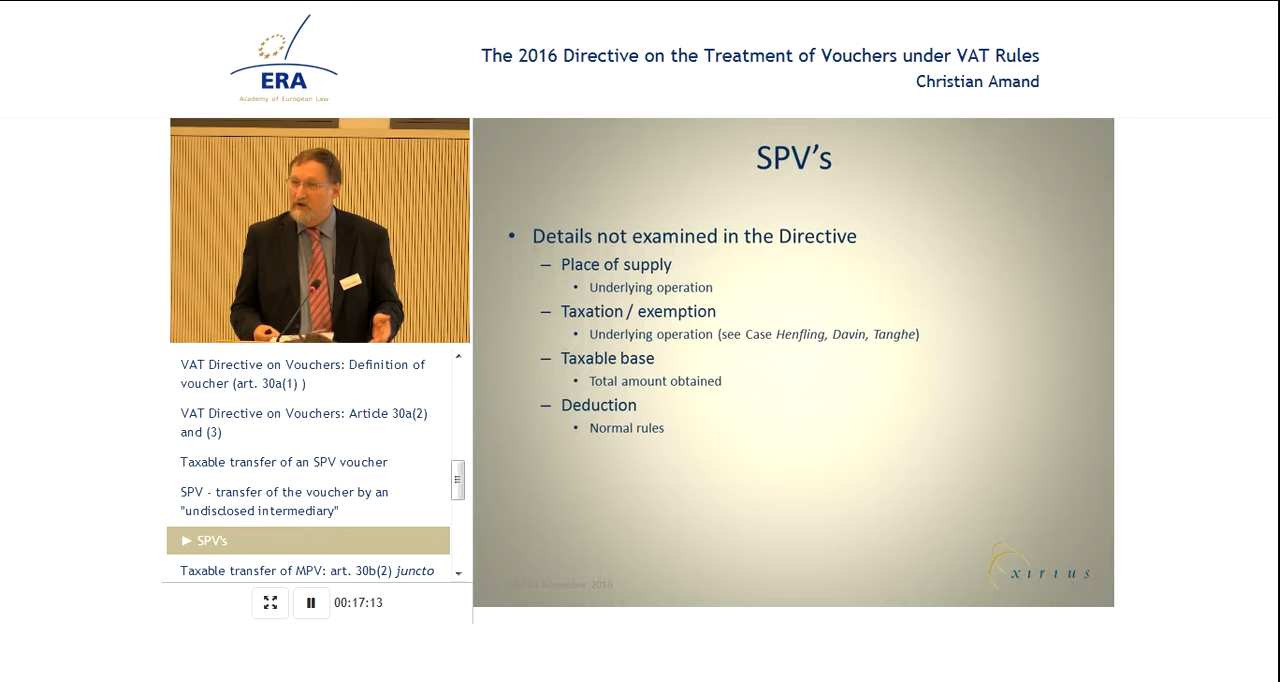 ERA
Academy of European Law
The 2016 Directive on the Treatment of Vouchers under VAT Rules
Christian Amand
VAT Directive on Vouchers: Definition of
voucher (art. 30a(1) )
VAT Directive on Vouchers: Article 30a(2)
and (3)
Taxable transfer of an SPV voucher
SPV - transfer of the voucher by an
"undisclosed intermediary"
► SPV's
Taxable transfer of MPV: art. 30b(2) juncto
00:17:13
SPV's
• Details not examined in the Directive
– Place of supply
• Underlying operation
– Taxation / exemption
• Underlying operation (see Case Henfling, Davin, Tanghe)
– Taxable base
• Total amount obtained
– Deduction
• Normal rules
November 2016
xirius